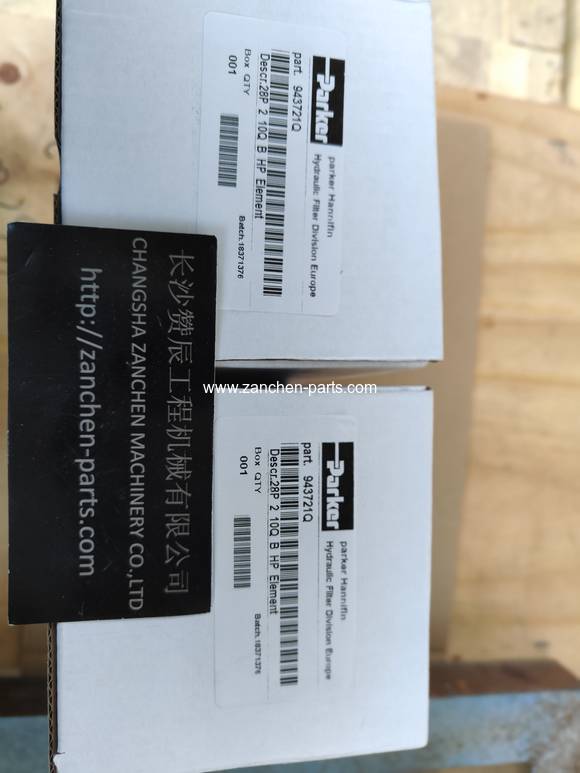 Parker
parker Hannifin
Hydraulic Filter Division Europe
part. 943721Q
Descr.28P 2 10Q B HP Element
Box QTY
001
Batch:18371376
长沙赞辰工程机械有限公司
CHANGSHA ZANCHEN MACHINERY CO.,LTD
http://zanchen-parts.com
www.zanchen-parts.com
Parker
parker Hannifin
Hydraulic Filter Division Europe
part. 943721Q
Descr.28P 2 10Q B HP Element
Box QTY
001
Batch:18371376